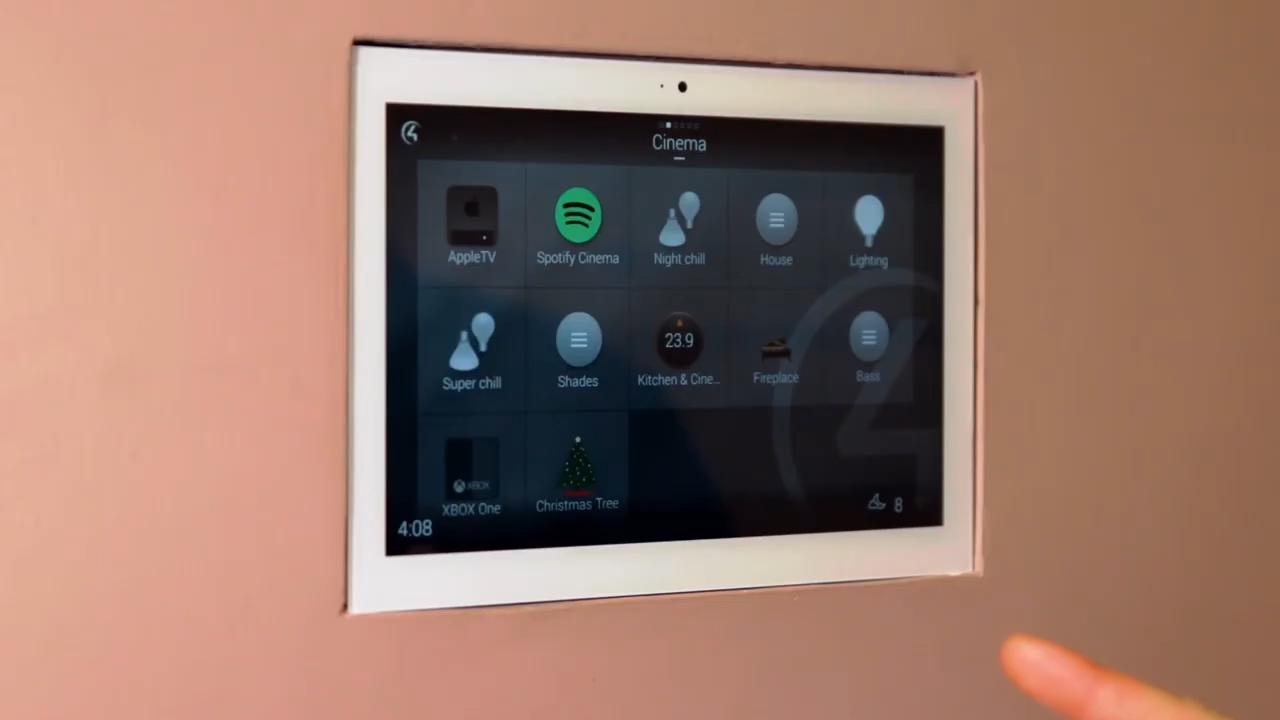 Cinema
AppleTV
Spotify Cinema
Night chill
House
Lighting
Super chill
Shades
23.9
Kitchen & Cine...
Fireplace
Bass
XBOX
XBOX One
Christmas Tree
4:08
8